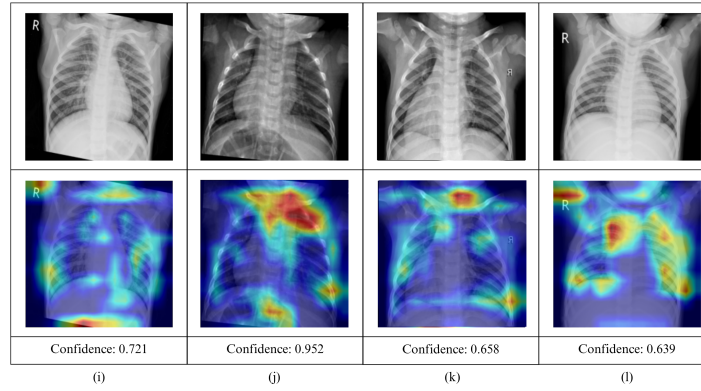 R
R
R
R
R
R
Confidence: 0.721
Confidence: 0.952
Confidence: 0.658
Confidence: 0.639
(i)
(j)
(k)
(l)